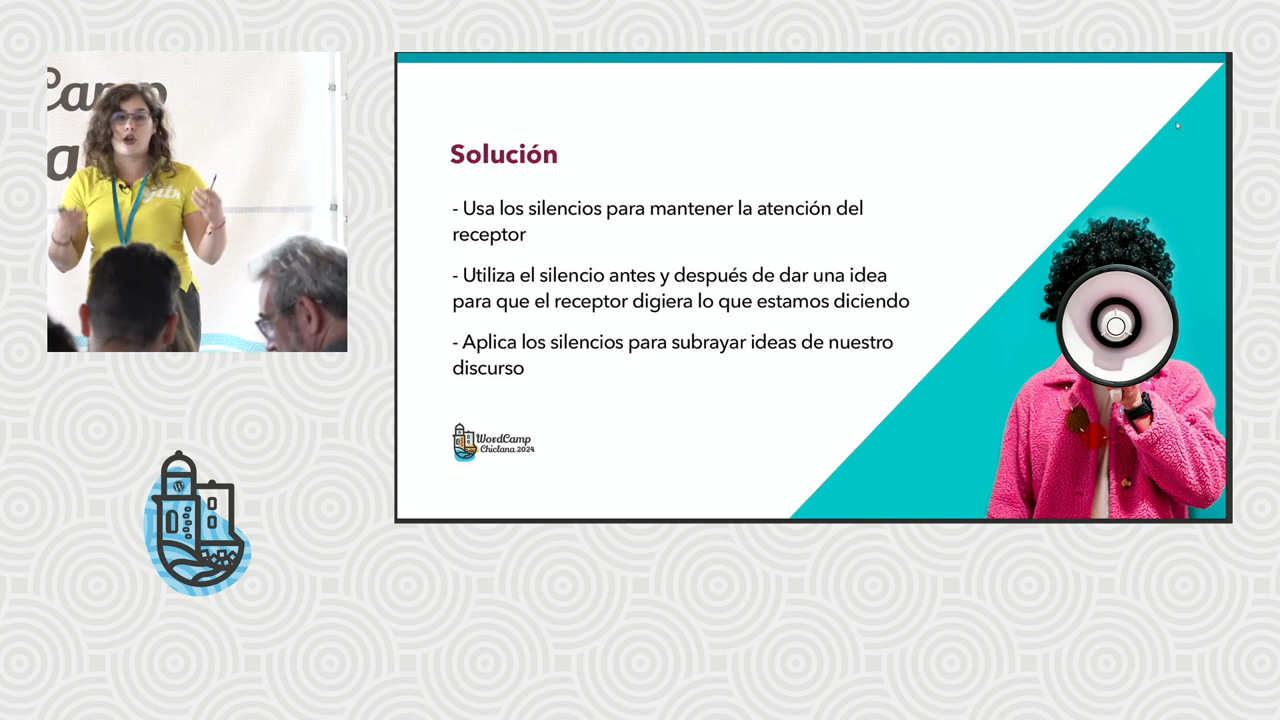 Camp
Solución
- Usa los silencios para mantener la atención del
receptor
- Utiliza el silencio antes y después de dar una idea
para que el receptor digiera lo que estamos diciendo
- Aplica los silencios para subrayar ideas de nuestro
discurso
WordCamp
Chiclana 2024